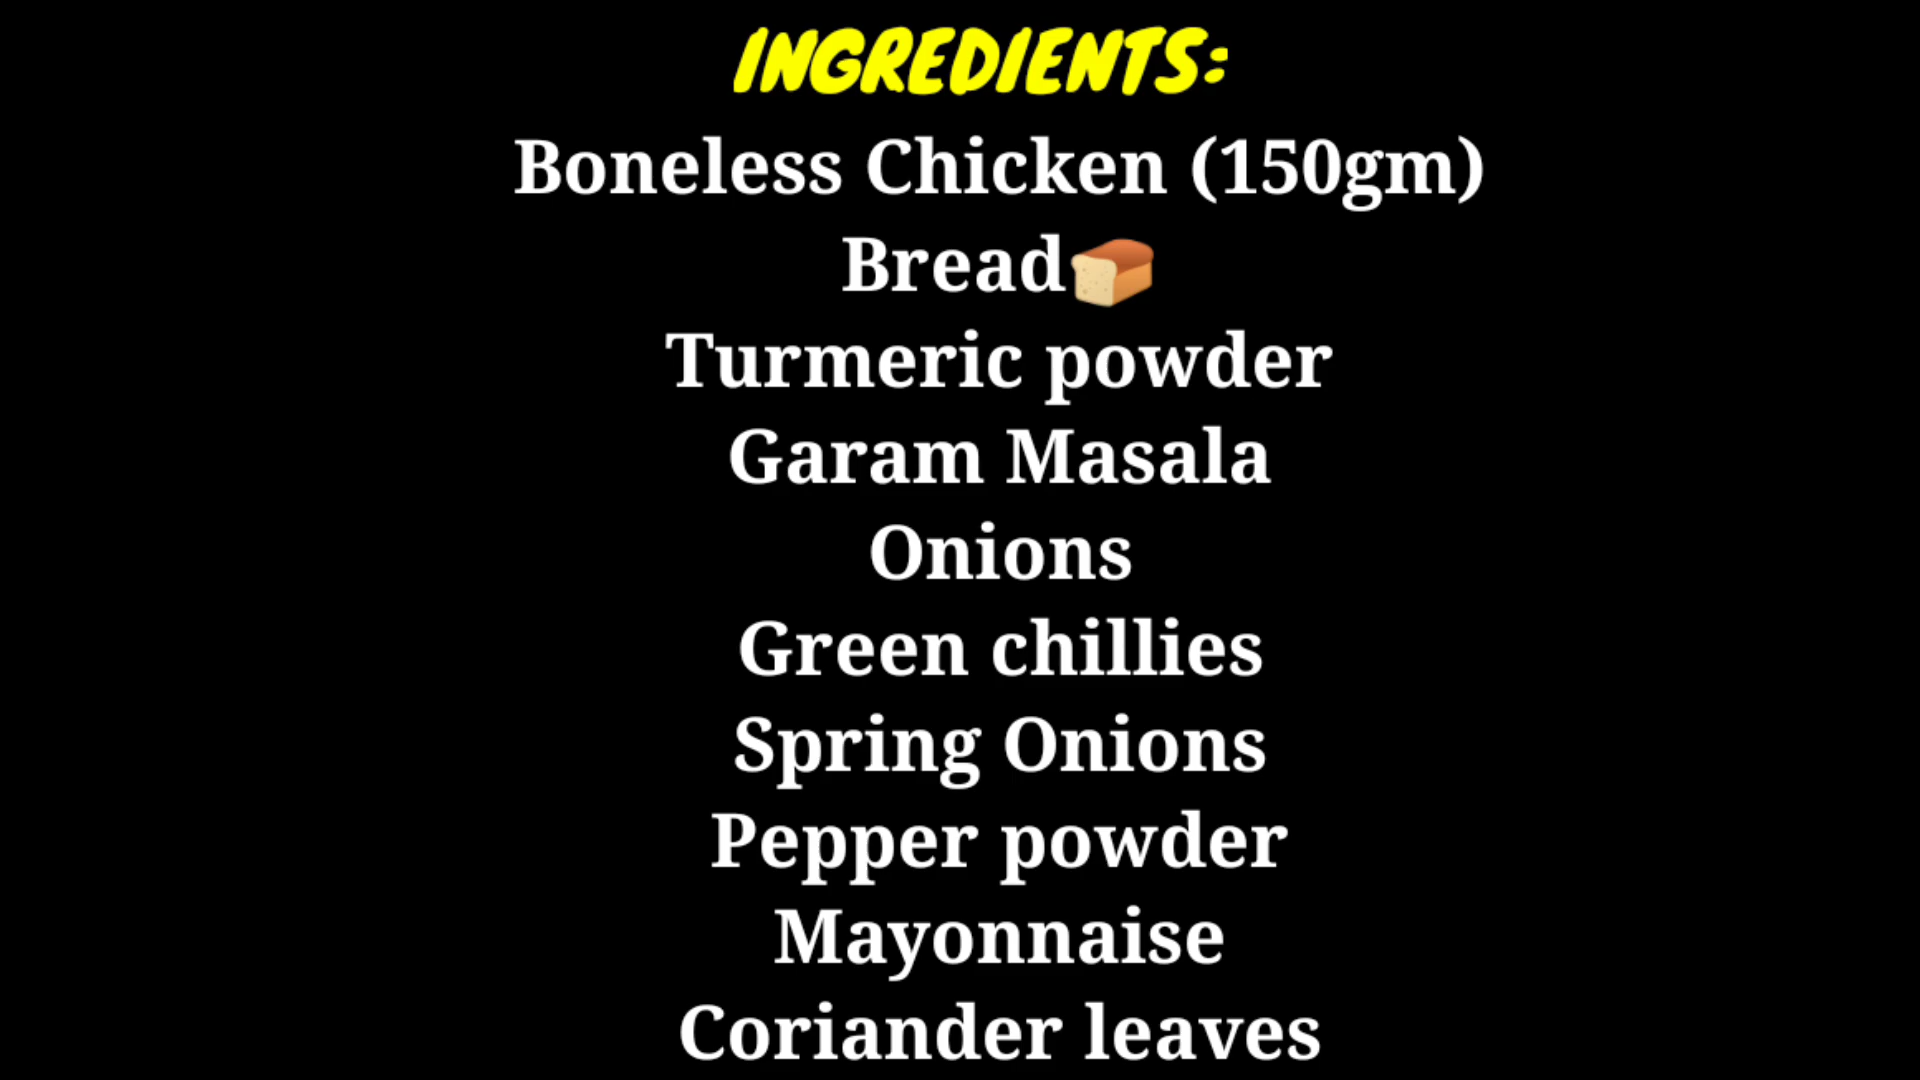 INGREDIENTS:
Boneless Chicken (150gm)
Bread🍞
Turmeric powder
Garam Masala
Onions
Green chillies
Spring Onions
Pepper powder
Mayonnaise
Coriander leaves